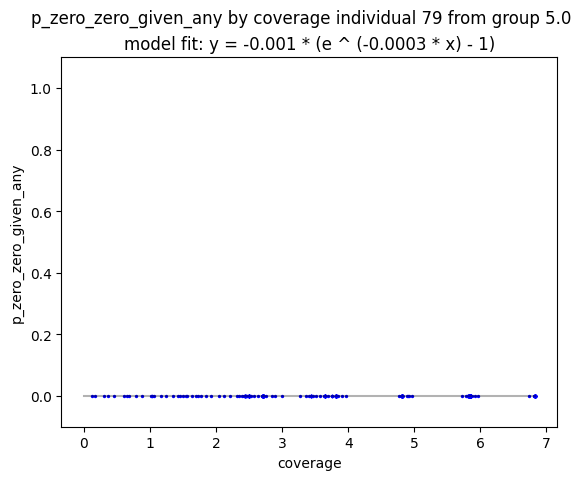 p_zero_zero_given_any by coverage individual 79 from group 5.0
model fit: y = -0.001 * (e ^ (-0.0003 * x) - 1)
1.0
0.8
0.6
0.4
0.2
0.0
p_zero_zero_given_any
0 1 2 3 4 5 6 7
coverage